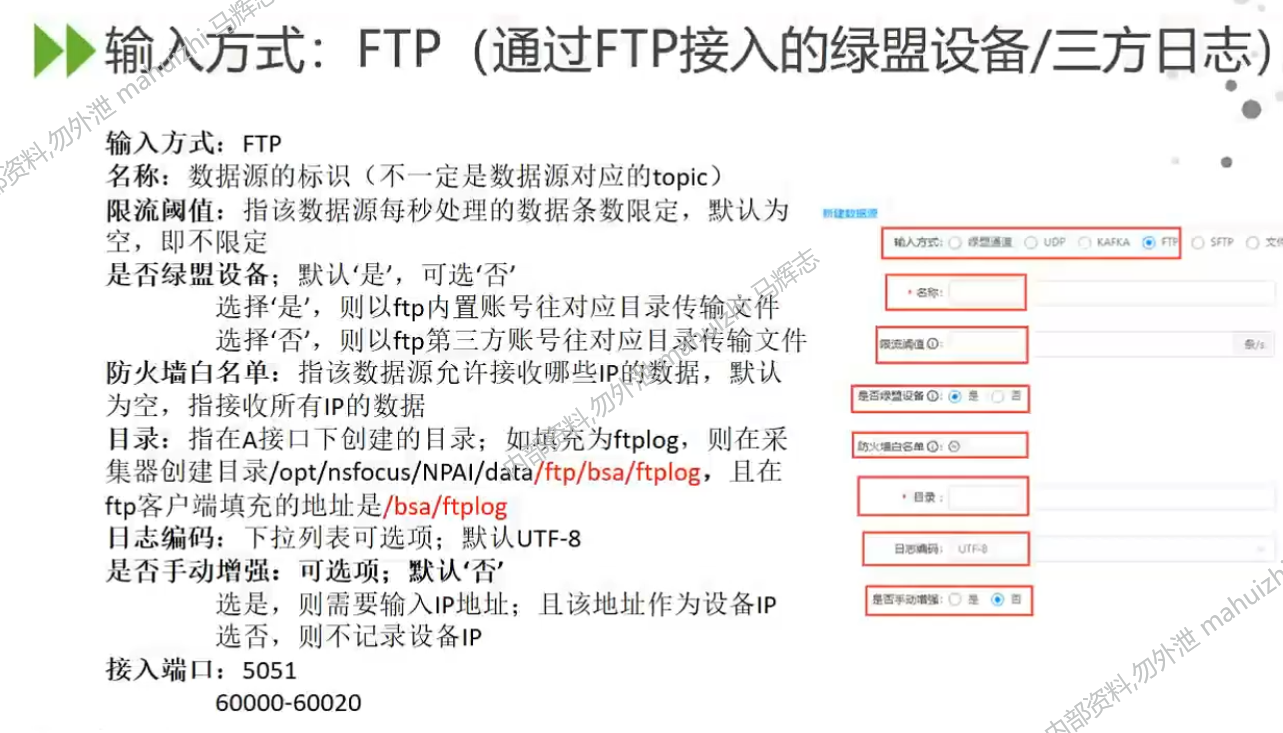 输入方式：FTP（通过FTP接入的绿盟设备/三方日志）
输入方式：FTP
名称：数据源的标识（不一定是数据源对应的topic）
限流阈值：指该数据源每秒处理的数据条数限定，默认为
空，即不限定
是否绿盟设备；默认‘是’，可选‘否’
选择‘是’，则以ftp内置账号往对应目录传输文件
选择‘否’，则以ftp第三方账号往对应目录传输文件
防火墙白名单：指该数据源允许接收哪些IP的数据，默认
为空，指接收所有IP的数据
目录：指在A接口下创建的目录；如填充为ftplog，则在采
集器创建目录/opt/nsfocus/NPAI/data/ftp/bsa/ftplog，且在
ftp客户端填充的地址是/bsa/ftplog
日志编码：下拉列表可选项；默认UTF-8
是否手动增强：可选项；默认‘否’
选是，则需要输入IP地址；且该地址作为设备IP
选否，则不记录设备IP
接入端口：5051
60000-60020
新建数据源
输入方式: 绿盟通道 UDP KAFKA FTP SFTP 文件
* 名称:
限流阈值: 条/s
是否绿盟设备: 是 否
防火墙白名单:
* 目录:
日志编码: UTF-8
是否手动增强: 是 否
部资料,勿外泄 mahuizhi 马辉志
内部资料,勿外泄 mahuizhi 马辉志
内部资料,勿外泄 mahuizhi